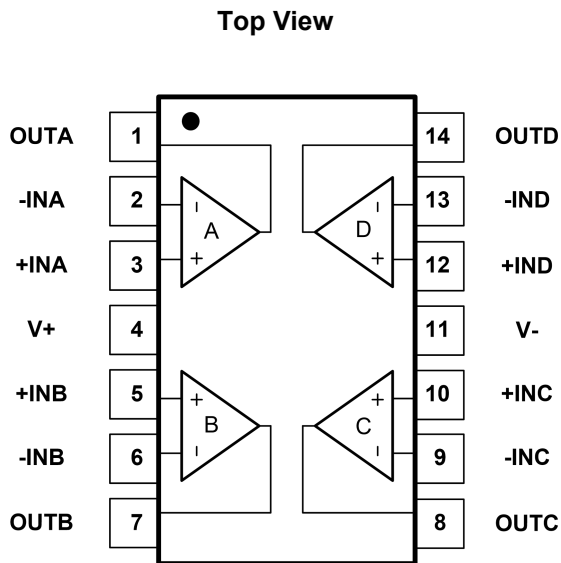 Top View
OUTA 1 14 OUTD
-INA 2 - - 13 -IND
A D
+INA 3 + + 12 +IND
V+ 4 11 V-
+INB 5 + + 10 +INC
B C
-INB 6 - - 9 -INC
OUTB 7 8 OUTC